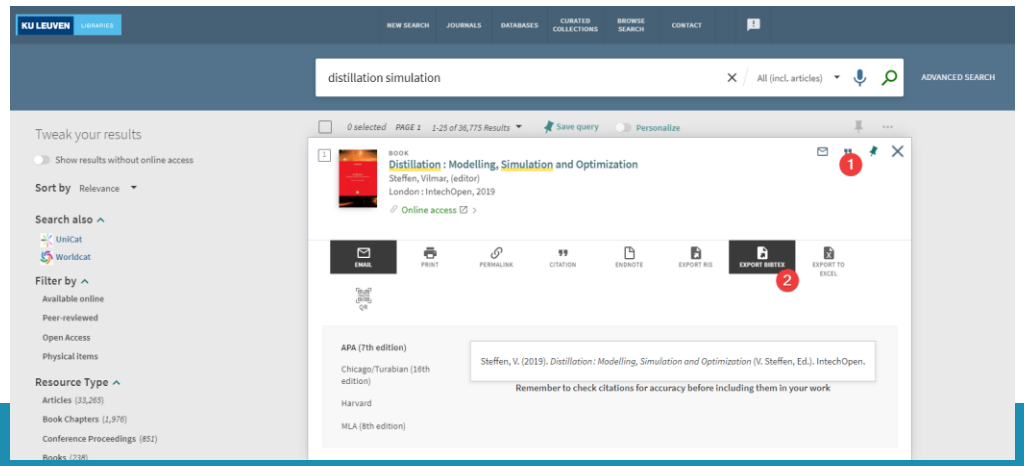 KU LEUVEN LIBRARIES
NEW SEARCH JOURNALS DATABASES CURATED COLLECTIONS BROWSE SEARCH CONTACT
distillation simulation
All (incl. articles)
ADVANCED SEARCH
Tweak your results
Show results without online access
Sort by Relevance
Search also
UniCat
Worldcat
Filter by
Available online
Peer-reviewed
Open Access
Physical items
Resource Type
Articles (33,265)
Book Chapters (1,976)
Conference Proceedings (851)
Books (238)
0 selected PAGE 1 1-25 of 36,775 Results
Save query
Personalize
1
BOOK
Distillation : Modelling, Simulation and Optimization
Steffen, Vilmar, (editor)
London : IntechOpen, 2019
Online access
1
EMAIL
PRINT
PERMALINK
CITATION
ENDNOTE
EXPORT RIS
EXPORT BIBTEX
EXPORT TO
EXCEL
2
QR
APA (7th edition)
Chicago/Turabian (16th
edition)
Harvard
MLA (8th edition)
Steffen, V. (2019). Distillation : Modelling, Simulation and Optimization (V. Steffen, Ed.). IntechOpen.
Remember to check citations for accuracy before including them in your work